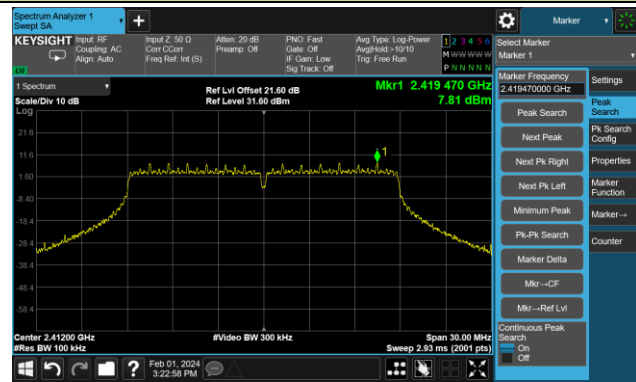 Spectrum Analyzer 1
Swept SA
+
Marker
KEYSIGHT
Input: RF
Coupling: AC
Align: Auto
Input Z: 50 Ω
Corr CCorr
Freq Ref: Int (S)
Atten: 20 dB
Preamp: Off
PNO: Fast
Gate: Off
IF Gain: Low
Sig Track: Off
Avg Type: Log-Power
Avg|Hold:>10/10
Trig: Free Run
1 2 3 4 5 6
M W W W W W
P N N N N N
Select Marker
Marker 1
1 Spectrum
Scale/Div 10 dB
Log
Ref Lvl Offset 21.60 dB
Ref Level 31.60 dBm
Mkr1 2.419 470 GHz
7.81 dBm
21.6
11.6
1.60
-8.40
-18.4
-28.4
-38.4
-48.4
-58.4
1
Center 2.41200 GHz
#Res BW 100 kHz
#Video BW 300 kHz
Span 30.00 MHz
Sweep 2.93 ms (2001 pts)
Marker Frequency
2.419470000 GHz
Peak Search
Next Peak
Next Pk Right
Next Pk Left
Minimum Peak
Pk-Pk Search
Marker Delta
Mkr→CF
Mkr→Ref Lvl
Continuous Peak
Search
On
Off
Settings
Peak
Search
Pk Search
Config
Properties
Marker
Function
Marker→
Counter
?
Feb 01, 2024
3:22:58 PM